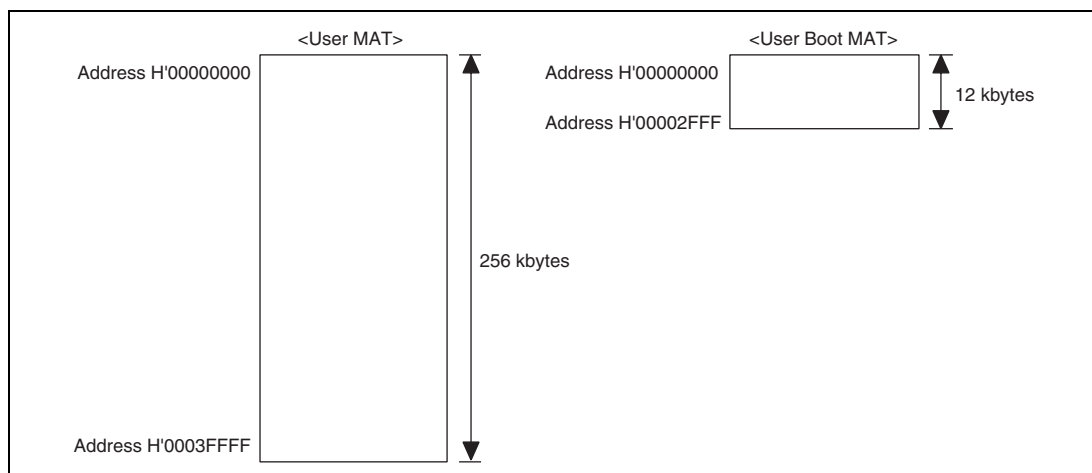 <User MAT>
Address H'00000000
256 kbytes
Address H'0003FFFF
<User Boot MAT>
Address H'00000000
12 kbytes
Address H'00002FFF